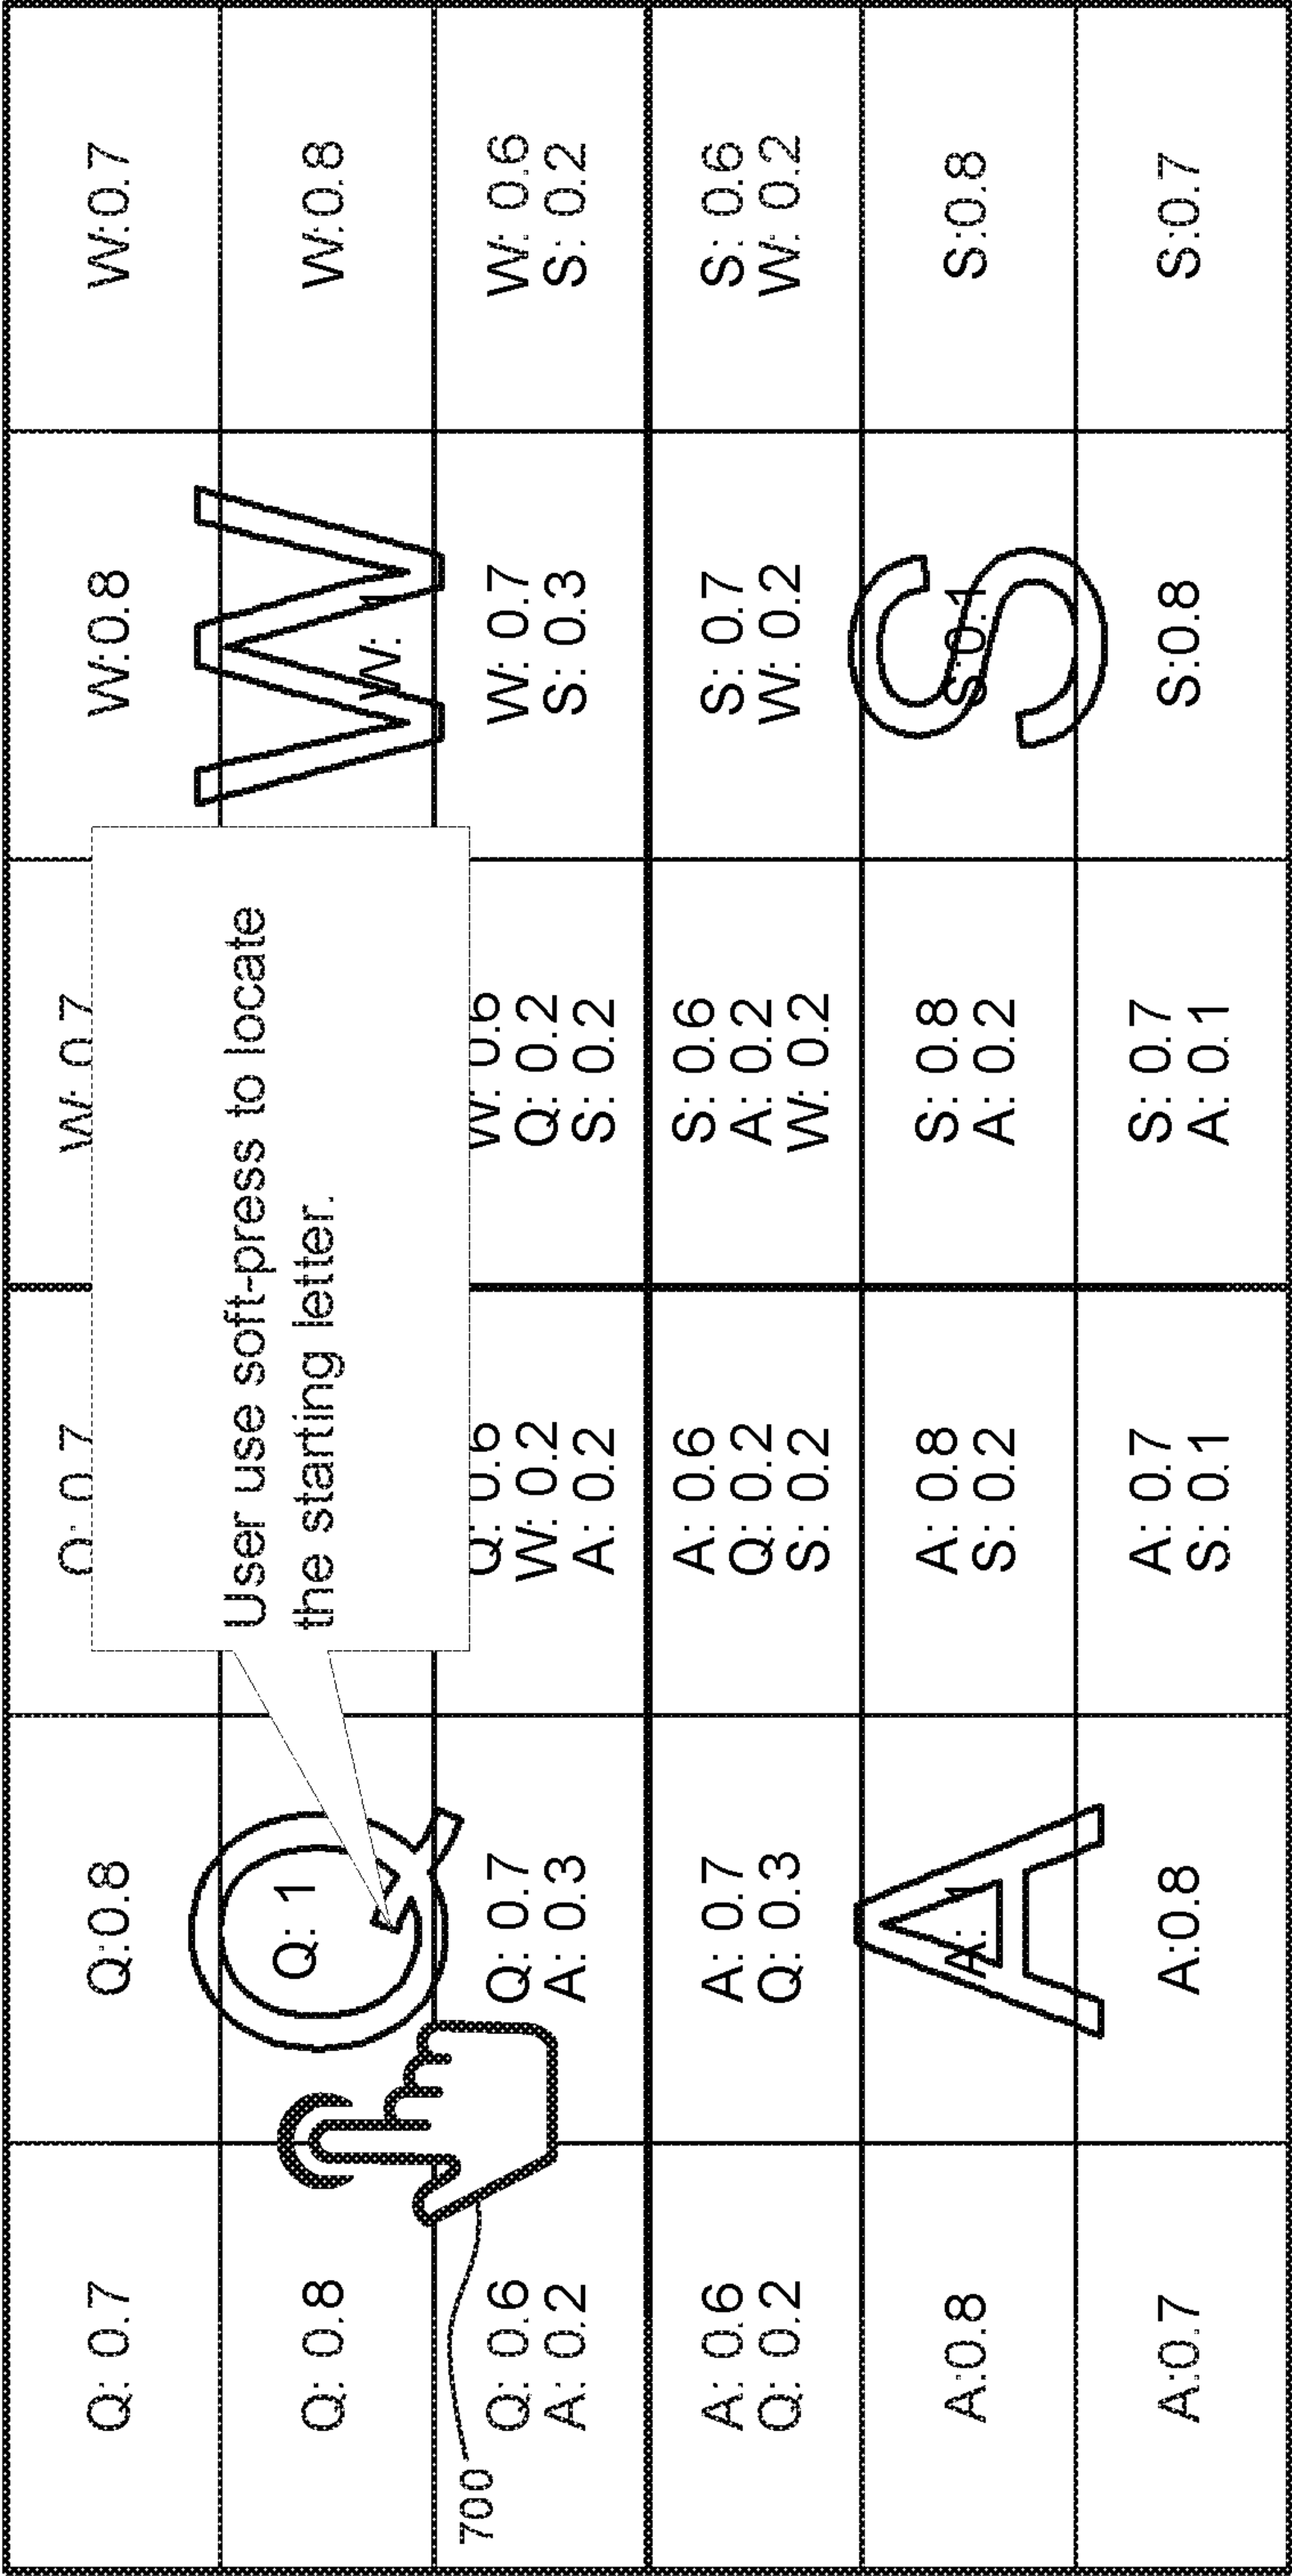 Q: 0.7
Q:0.8
Q: 0.7
W: 0.7
W:0.8
W:0.7
Q: 0.8
Q
Q: 1
User use soft-press to locate
the starting letter.
W
W: 1
W:0.8
700
Q: 0.6
A: 0.2
Q: 0.7
A: 0.3
Q: 0.6
W: 0.2
A: 0.2
W: 0.6
Q: 0.2
S: 0.2
W: 0.7
S: 0.3
W: 0.6
S: 0.2
A: 0.6
Q: 0.2
A: 0.7
Q: 0.3
A: 0.6
Q: 0.2
S: 0.2
S: 0.6
A: 0.2
W: 0.2
S: 0.7
W: 0.2
S: 0.6
W: 0.2
A:0.8
A
A: 1
A: 0.8
S: 0.2
S: 0.8
A: 0.2
S
S:0.1
S:0.8
A:0.7
A:0.8
A: 0.7
S: 0.1
S: 0.7
A: 0.1
S:0.8
S:0.7